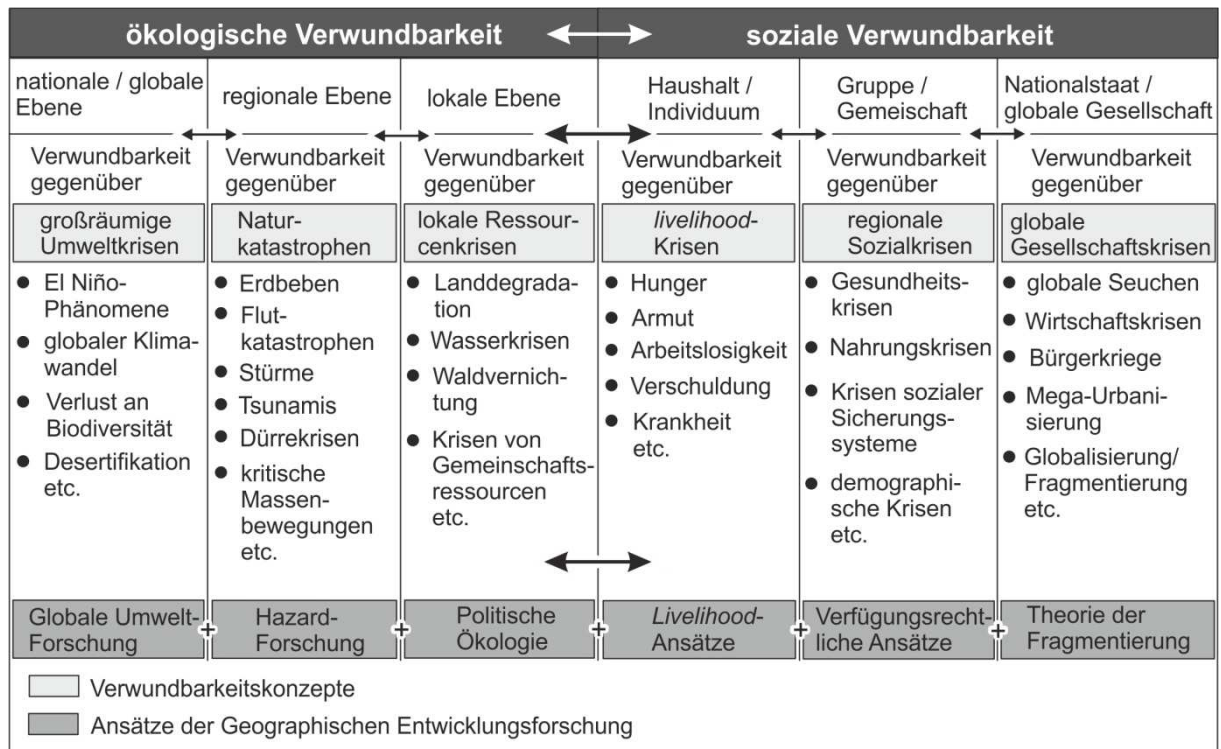 ökologische Verwundbarkeit
soziale Verwundbarkeit
nationale / globale
Ebene
regionale Ebene
lokale Ebene
Haushalt /
Individuum
Gruppe /
Gemeischaft
Nationalstaat /
globale Gesellschaft
Verwundbarkeit
gegenüber
großräumige
Umweltkrisen
El Niño-
Phänomene
globaler Klima-
wandel
Verlust an
Biodiversität
Desertifikation
etc.
Globale Umwelt-
Forschung
Verwundbarkeit
gegenüber
Natur-
katastrophen
Erdbeben
Flut-
katastrophen
Stürme
Tsunamis
Dürrekrisen
kritische
Massen-
bewegungen
etc.
Hazard-
Forschung
Verwundbarkeit
gegenüber
lokale Ressour-
cenkrisen
Landdegrada-
tion
Wasserkrisen
Waldvernich-
tung
Krisen von
Gemeinschafts-
ressourcen
etc.
Politische
Ökologie
Verwundbarkeit
gegenüber
livelihood-
Krisen
Hunger
Armut
Arbeitslosigkeit
Verschuldung
Krankheit
etc.
Livelihood-
Ansätze
Verwundbarkeit
gegenüber
regionale
Sozialkrisen
Gesundheits-
krisen
Nahrungskrisen
Krisen sozialer
Sicherungs-
systeme
demographi-
sche Krisen
etc.
Verfügungsrecht-
liche Ansätze
Verwundbarkeit
gegenüber
globale
Gesellschaftskrisen
globale Seuchen
Wirtschaftskrisen
Bürgerkriege
Mega-Urbani-
sierung
Globalisierung/
Fragmentierung
etc.
Theorie der
Fragmentierung
+ + + + +
Verwundbarkeitskonzepte
Ansätze der Geographischen Entwicklungsforschung